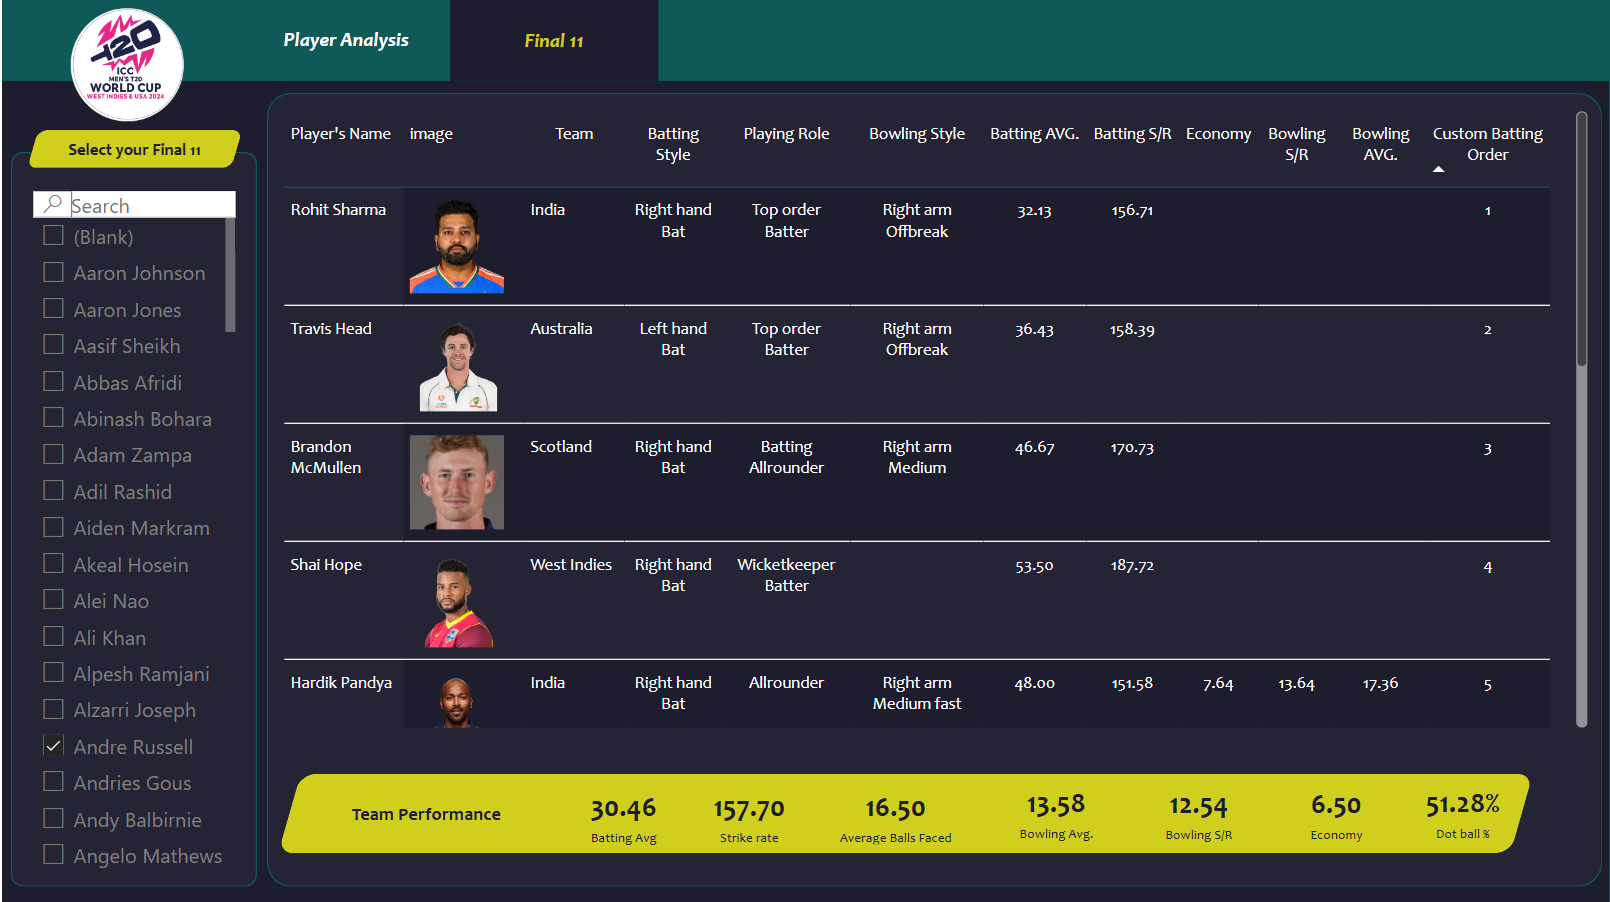 T20
ICC
MEN'S T20
WORLD CUP
WEST INDIES & USA 2024
Player Analysis
Final 11
Select your Final 11
Search
(Blank)
Aaron Johnson
Aaron Jones
Aasif Sheikh
Abbas Afridi
Abinash Bohara
Adam Zampa
Adil Rashid
Aiden Markram
Akeal Hosein
Alei Nao
Ali Khan
Alpesh Ramjani
Alzarri Joseph
Andre Russell
Andries Gous
Andy Balbirnie
Angelo Mathews
Player's Name image Team Batting Playing Role Bowling Style Batting AVG. Batting S/R Economy Bowling Bowling Custom Batting
Style S/R AVG. Order
Rohit Sharma India Right hand Top order Right arm 32.13 156.71 1
Bat Batter Offbreak
Travis Head Australia Left hand Top order Right arm 36.43 158.39 2
Bat Batter Offbreak
Brandon Scotland Right hand Batting Right arm 46.67 170.73 3
McMullen Bat Allrounder Medium
Shai Hope West Indies Right hand Wicketkeeper 53.50 187.72 4
Bat Batter
Hardik Pandya India Right hand Allrounder Right arm 48.00 151.58 7.64 13.64 17.36 5
Bat Medium fast
Team Performance 30.46 157.70 16.50 13.58 12.54 6.50 51.28%
Batting Avg Strike rate Average Balls Faced Bowling Avg. Bowling S/R Economy Dot ball %